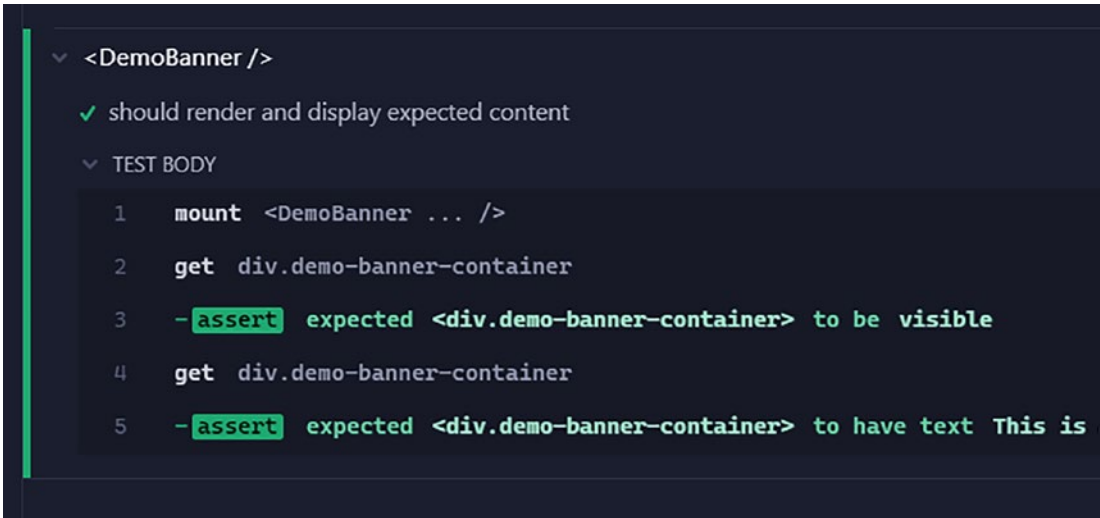 <DemoBanner />
should render and display expected content
TEST BODY
1 mount <DemoBanner ... />
2 get div.demo-banner-container
3 -assert expected <div.demo-banner-container> to be visible
4 get div.demo-banner-container
5 -assert expected <div.demo-banner-container> to have text This is